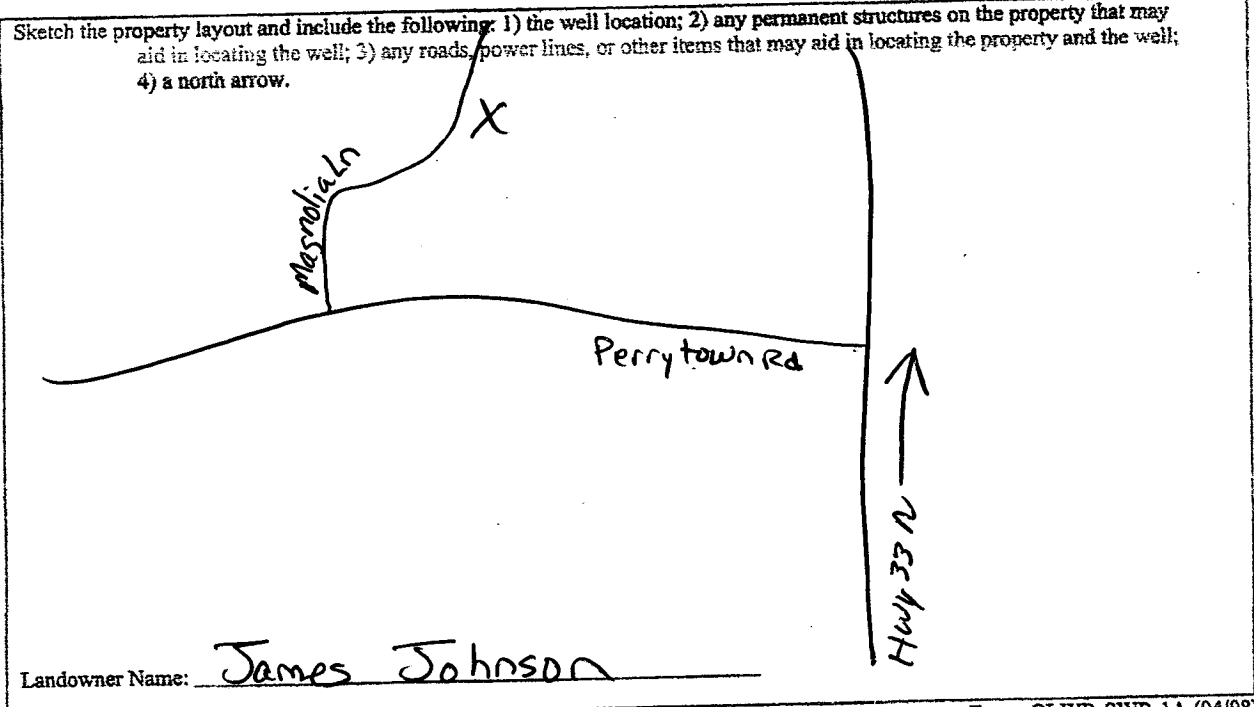 Sketch the property layout and include the following: 1) the well location; 2) any permanent structures on the property that may
aid in locating the well; 3) any roads, power lines, or other items that may aid in locating the property and the well;
4) a north arrow.
X
Magnolia Ln
Perrytown Rd
Hwy 33 N
Landowner Name: James Johnson